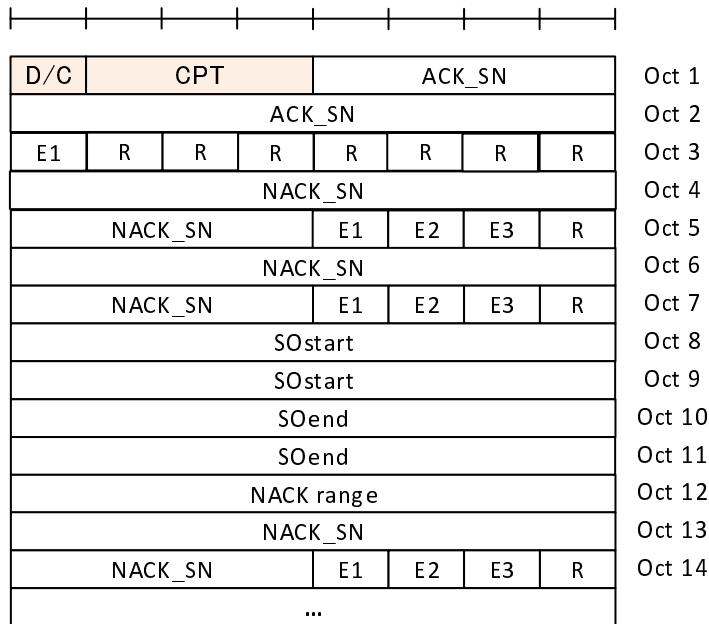 D/C CPT ACK_SN Oct 1
ACK_SN Oct 2
E1 R R R R R R R Oct 3
NACK_SN Oct 4
NACK_SN E1 E2 E3 R Oct 5
NACK_SN Oct 6
NACK_SN E1 E2 E3 R Oct 7
SOstart Oct 8
SOstart Oct 9
SOend Oct 10
SOend Oct 11
NACK range Oct 12
NACK_SN Oct 13
NACK_SN E1 E2 E3 R Oct 14
...